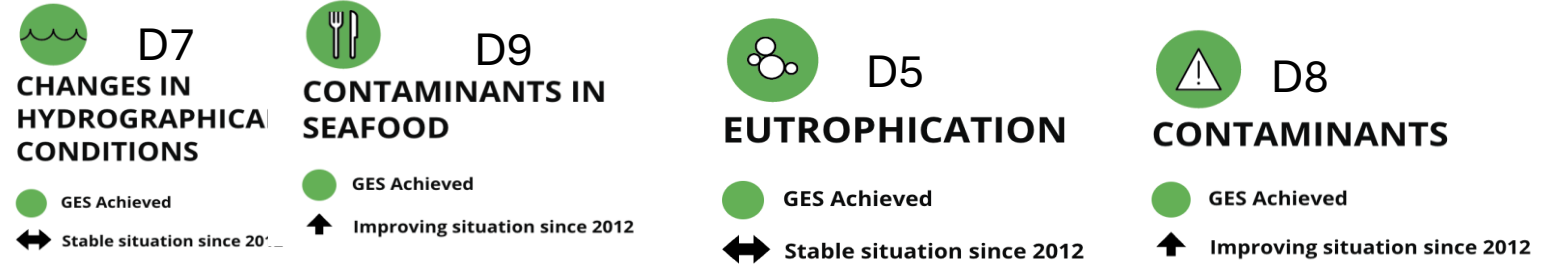 D7
CHANGES IN
HYDROGRAPHICA
CONDITIONS
GES Achieved
Stable situation since 20
D9
CONTAMINANTS IN
SEAFOOD
GES Achieved
Improving situation since 2012
D5
EUTROPHICATION
GES Achieved
Stable situation since 2012
D8
CONTAMINANTS
GES Achieved
Improving situation since 2012